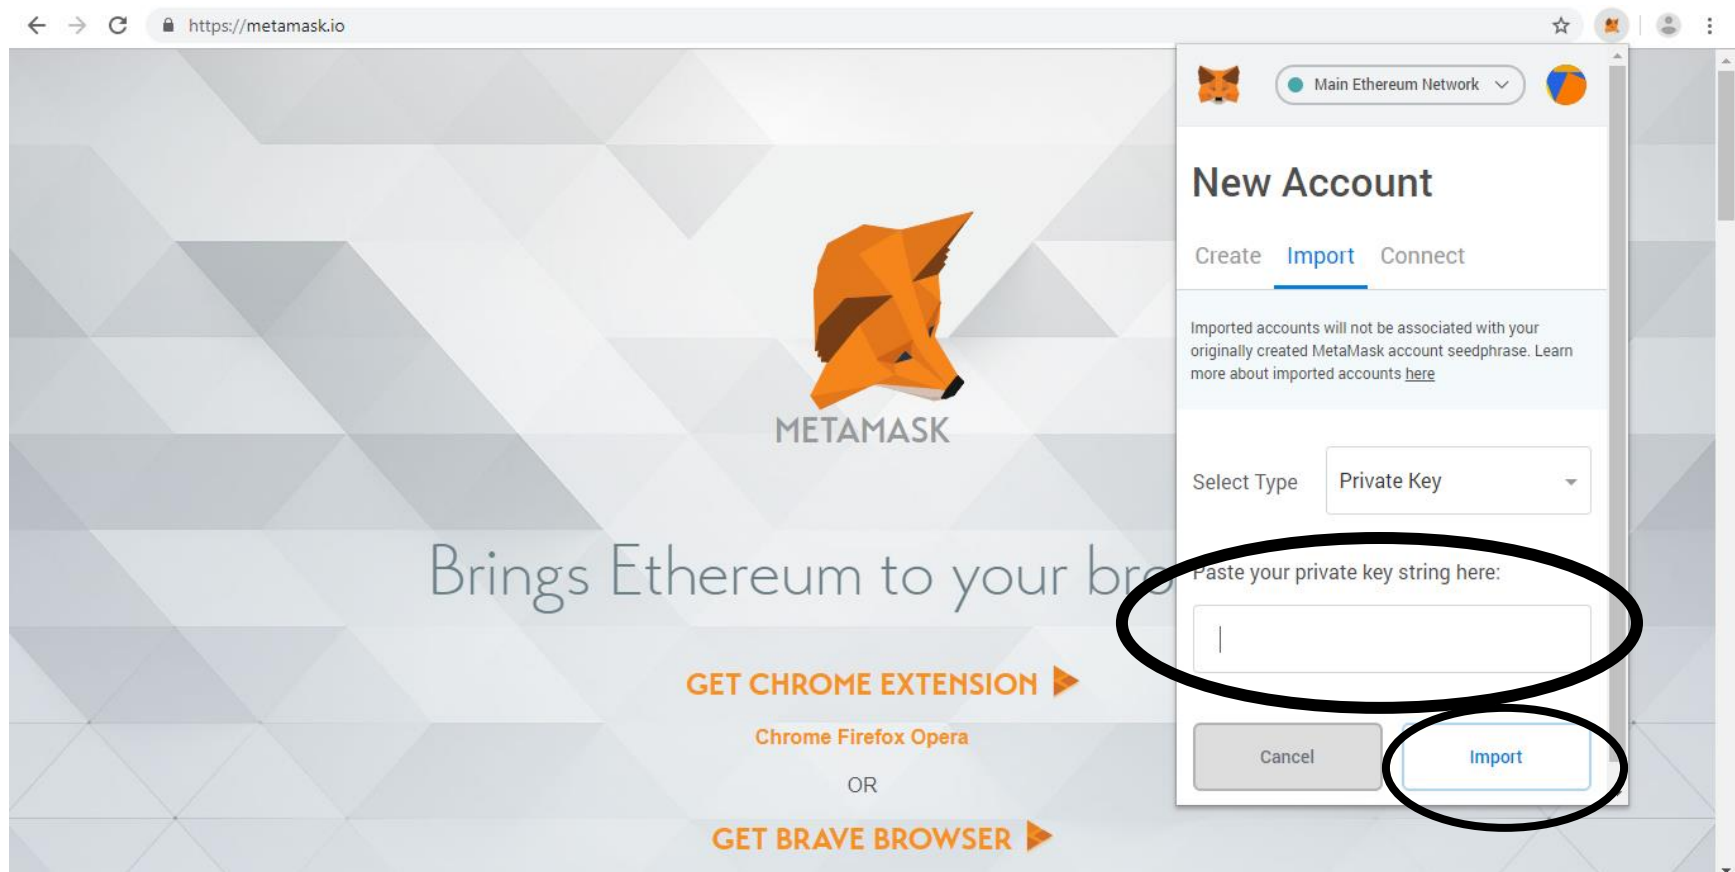 https://metamask.io
Main Ethereum Network
New Account
Create Import Connect
Imported accounts will not be associated with your
originally created MetaMask account seedphrase. Learn
more about imported accounts here
Select Type Private Key
Paste your private key string here:
Cancel Import
METAMASK
Brings Ethereum to your bro
GET CHROME EXTENSION
Chrome Firefox Opera
OR
GET BRAVE BROWSER